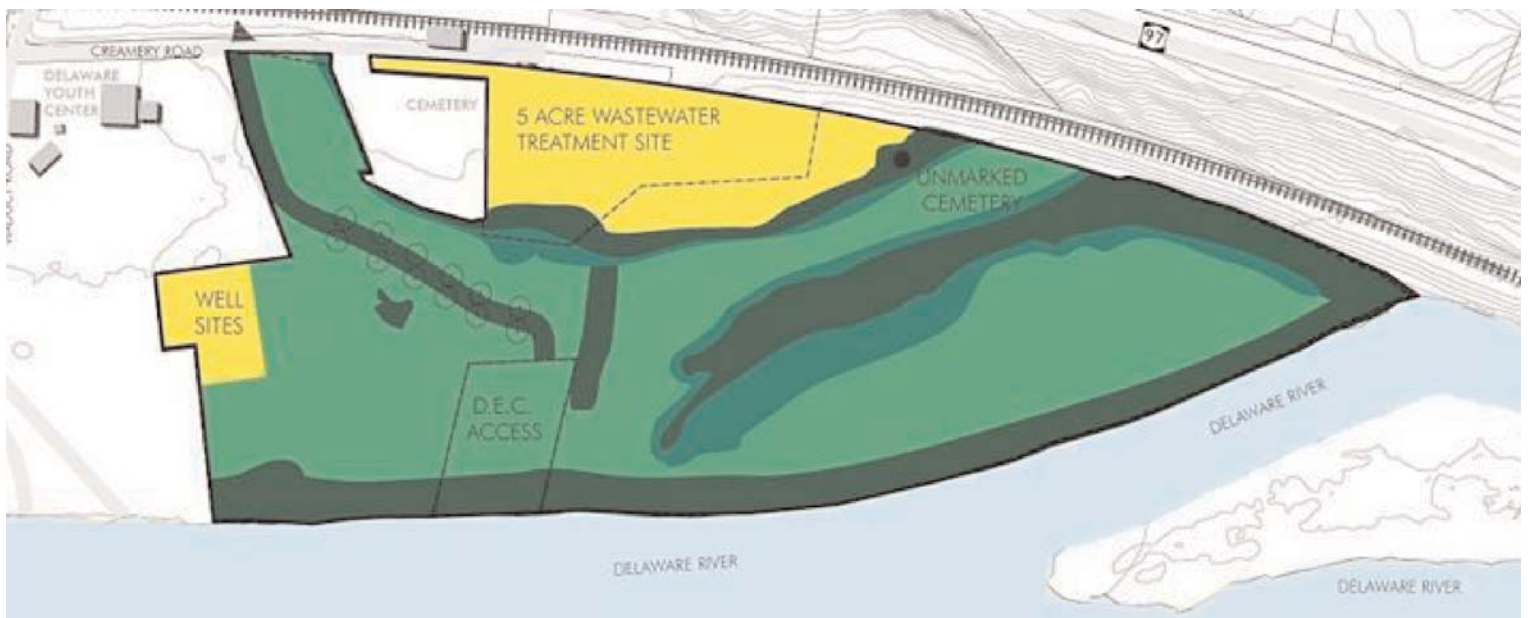 97
CREAMERY ROAD
DELAWARE
YOUTH
CENTER
CEMETERY
5 ACRE WASTEWATER
TREATMENT SITE
UNMARKED
CEMETERY
WELL
SITES
D.E.C.
ACCESS
DELAWARE RIVER
DELAWARE RIVER
DELAWARE RIVER